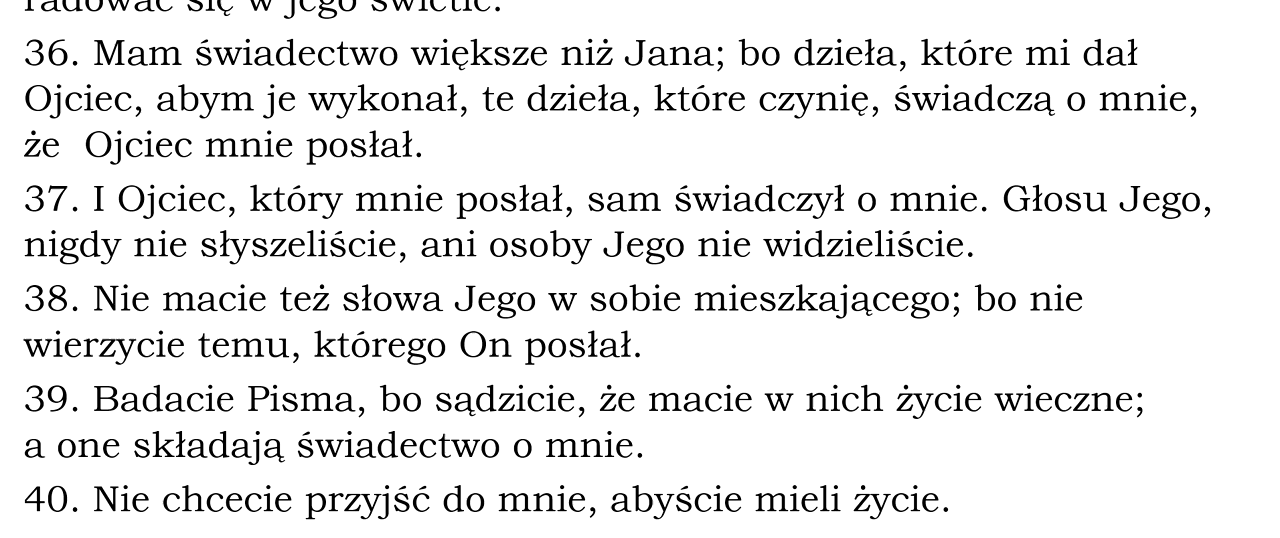 radować się w jego świetle.
36. Mam świadectwo większe niż Jana; bo dzieła, które mi dał
Ojciec, abym je wykonał, te dzieła, które czynię, świadczą o mnie,
że  Ojciec mnie posłał.
37. I Ojciec, który mnie posłał, sam świadczył o mnie. Głosu Jego,
nigdy nie słyszeliście, ani osoby Jego nie widzieliście.
38. Nie macie też słowa Jego w sobie mieszkającego; bo nie
wierzycie temu, którego On posłał.
39. Badacie Pisma, bo sądzicie, że macie w nich życie wieczne;
a one składają świadectwo o mnie.
40. Nie chcecie przyjść do mnie, abyście mieli życie.